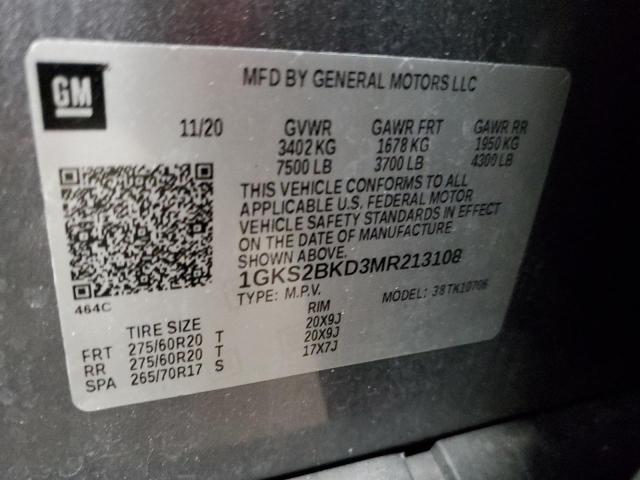 GM
MFD BY GENERAL MOTORS LLC
11/20 GVWR GAWR FRT GAWR RR
3402 KG 1678 KG 1950 KG
7500 LB 3700 LB 4300 LB
THIS VEHICLE CONFORMS TO ALL
APPLICABLE U.S. FEDERAL MOTOR
VEHICLE SAFETY STANDARDS IN EFFECT
ON THE DATE OF MANUFACTURE
SHOWN ABOVE.
1GKS2BKD3MR213108
TYPE: M.P.V. MODEL: 38TK10706
464C
TIRE SIZE RIM
FRT 275/60R20 T 20X9J
RR 275/60R20 T 20X9J
SPA 265/70R17 S 17X7J